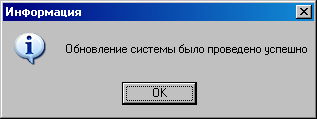 Информация
Обновление системы было проведено успешно
OK